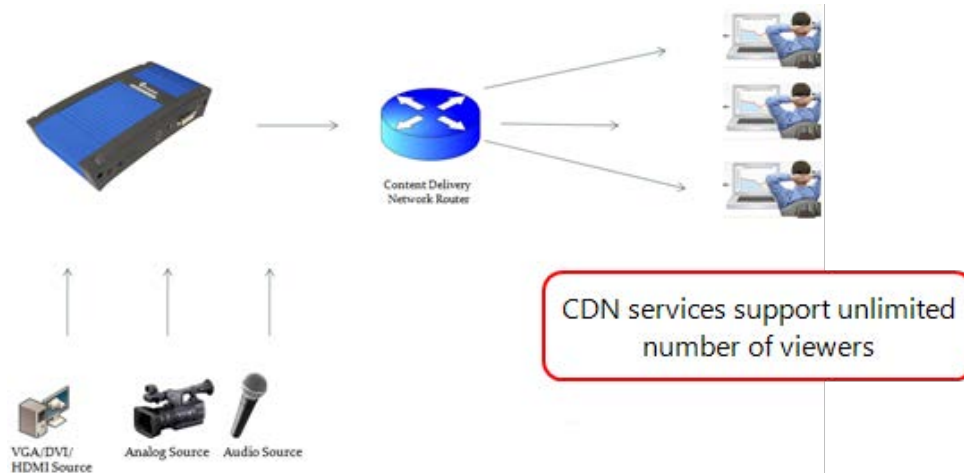 Content Delivery
Network Router
CDN services support unlimited
number of viewers
VGA/DVI/
HDMI Source
Analog Source
Audio Source